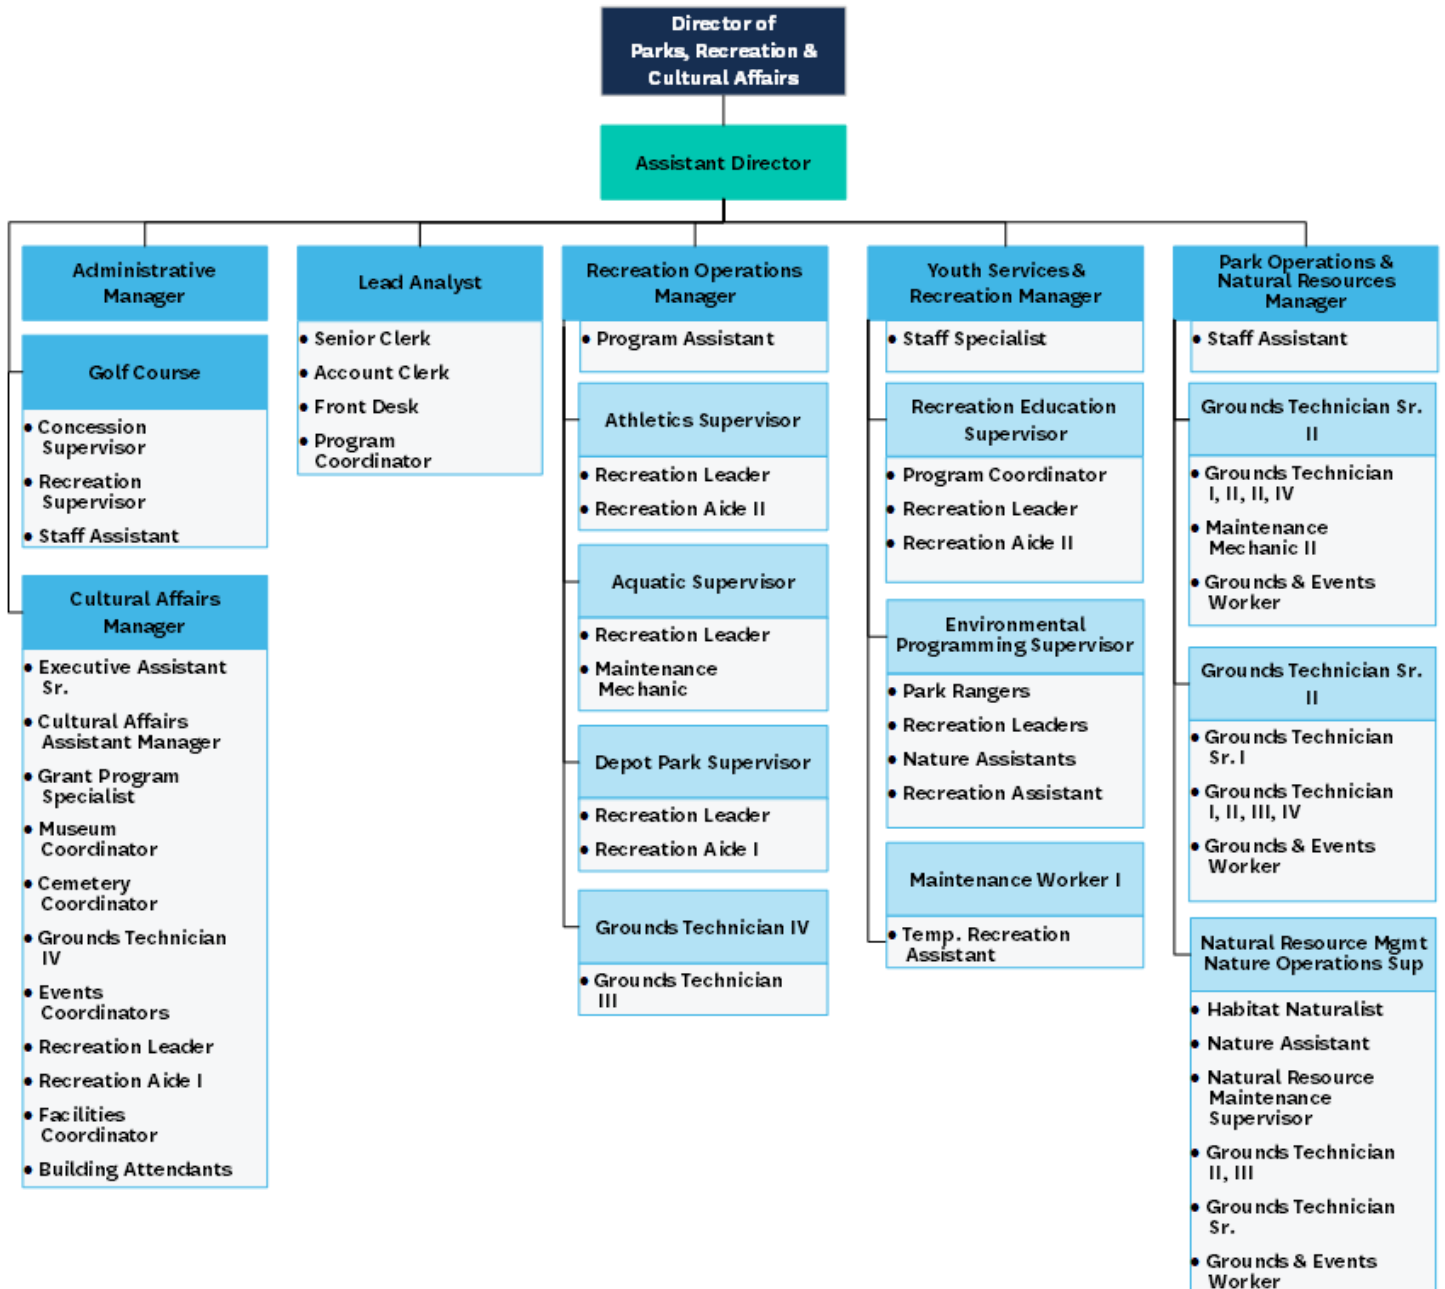 Director of
Parks, Recreation &
Cultural Affairs
Assistant Director
Administrative
Manager
Golf Course
• Concession
Supervisor
• Recreation
Supervisor
• Staff Assistant
Cultural Affairs
Manager
• Executive Assistant
Sr.
• Cultural Affairs
Assistant Manager
• Grant Program
Specialist
• Museum
Coordinator
• Cemetery
Coordinator
• Grounds Technician
IV
• Events
Coordinators
• Recreation Leader
• Recreation Aide I
• Facilities
Coordinator
• Building Attendants
Lead Analyst
• Senior Clerk
• Account Clerk
• Front Desk
• Program
Coordinator
Recreation Operations
Manager
• Program Assistant
Athletics Supervisor
• Recreation Leader
• Recreation Aide II
Aquatic Supervisor
• Recreation Leader
• Maintenance
Mechanic
Depot Park Supervisor
• Recreation Leader
• Recreation Aide I
Grounds Technician IV
• Grounds Technician
III
Youth Services &
Recreation Manager
• Staff Specialist
Recreation Education
Supervisor
• Program Coordinator
• Recreation Leader
• Recreation Aide II
Environmental
Programming Supervisor
• Park Rangers
• Recreation Leaders
• Nature Assistants
• Recreation Assistant
Maintenance Worker I
• Temp. Recreation
Assistant
Park Operations &
Natural Resources
Manager
• Staff Assistant
Grounds Technician Sr.
II
• Grounds Technician
I, II, II, IV
• Maintenance
Mechanic II
• Grounds & Events
Worker
Grounds Technician Sr.
II
• Grounds Technician
Sr. I
• Grounds Technician
I, II, III, IV
• Grounds & Events
Worker
Natural Resource Mgmt
Nature Operations Sup
• Habitat Naturalist
• Nature Assistant
• Natural Resource
Maintenance
Supervisor
• Grounds Technician
II, III
• Grounds Technician
Sr.
• Grounds & Events
Worker